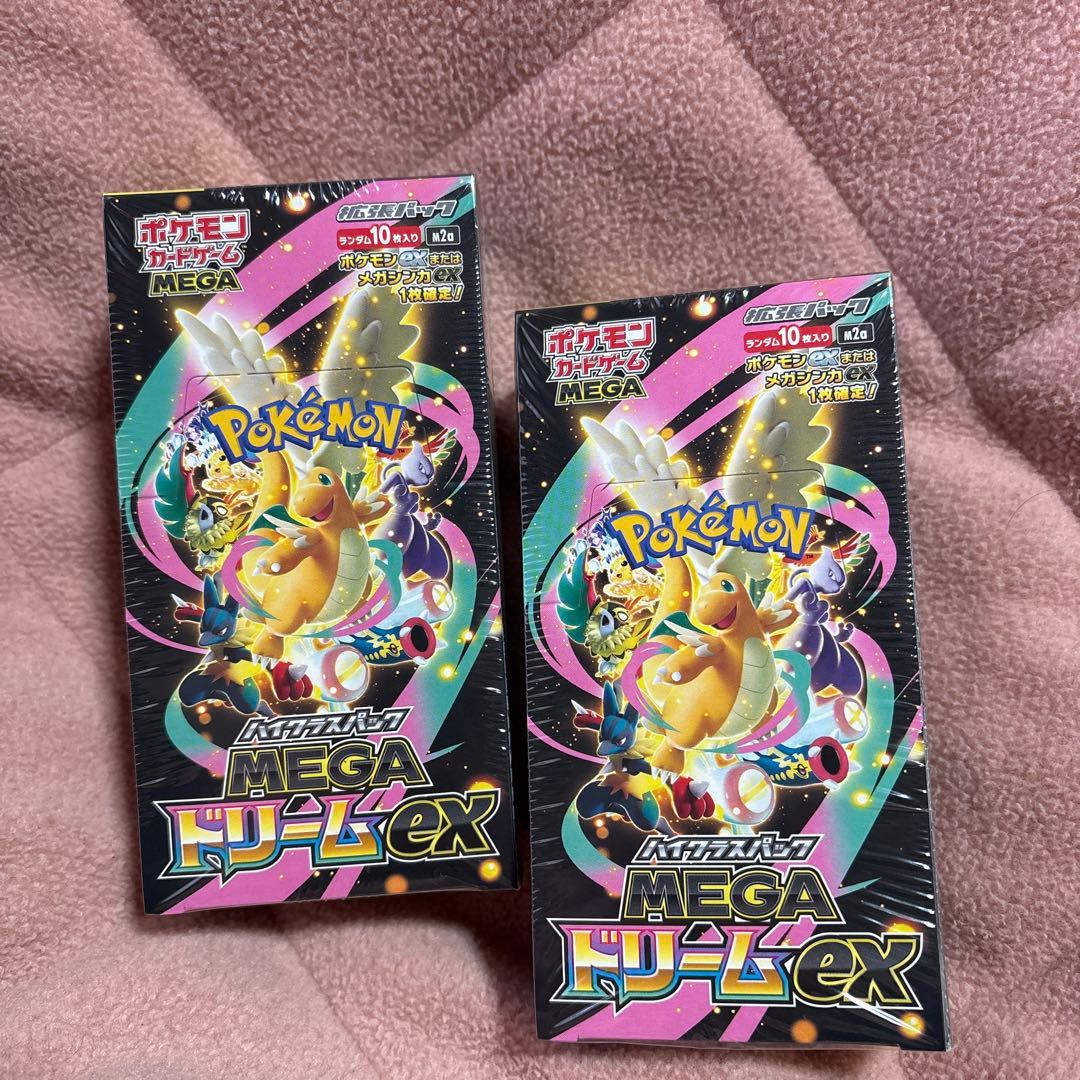 ポケモン
カードゲーム
MEGA
拡張パック
ランダム10枚入り M2a
ポケモンexまたは
メガシンカex
1枚確定！
POKéMON
TM
ハイクラスパック
MEGA
ドリームex
ポケモン
カードゲーム
MEGA
拡張パック
ランダム10枚入り M2a
ポケモンexまたは
メガシンカex
1枚確定！
POKéMON
TM
ハイクラスパック
MEGA
ドリームex